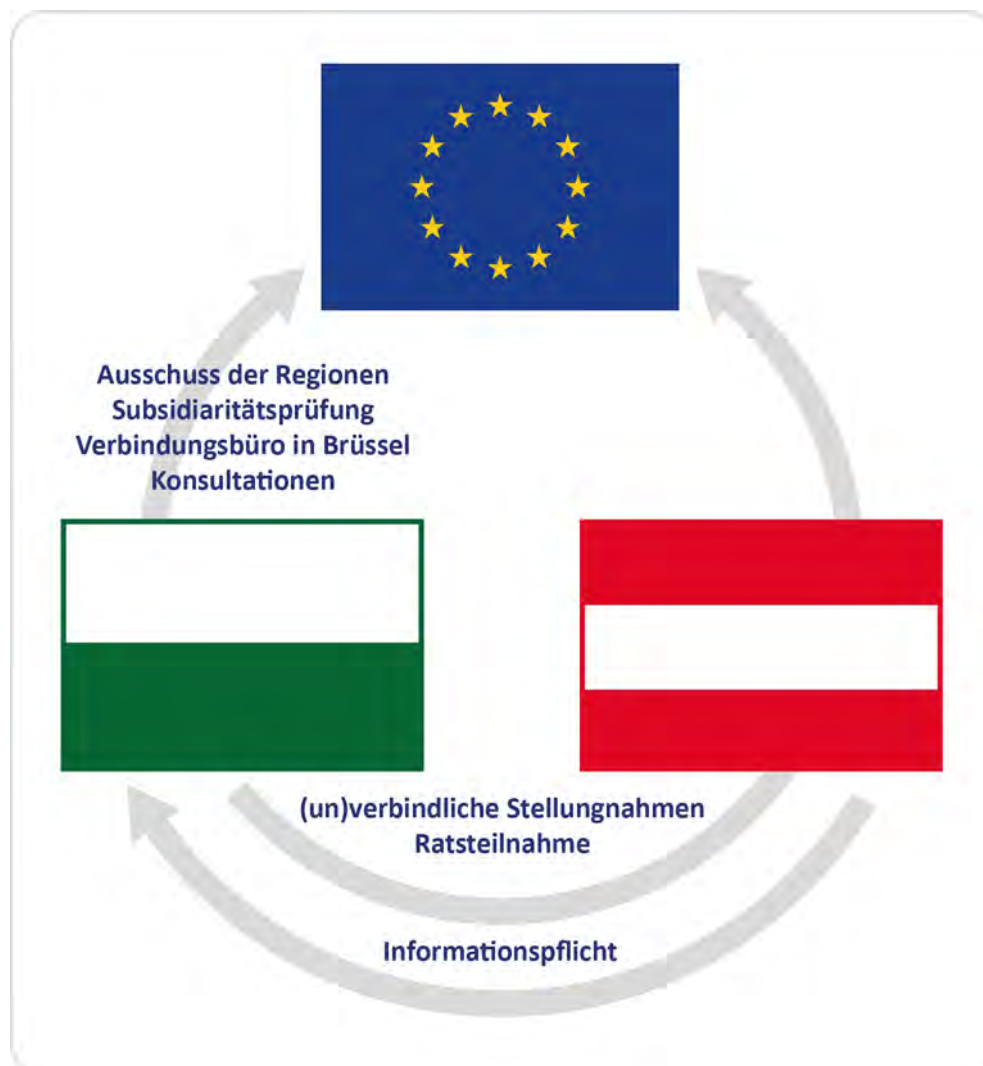 Ausschuss der Regionen
Subsidiaritätsprüfung
Verbindungsbüro in Brüssel
Konsultationen
(un)verbindliche Stellungnahmen
Ratsteilnahme
Informationspflicht